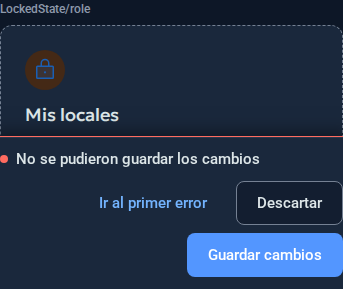 LockedState/role
Mis locales
No se pudieron guardar los cambios
Ir al primer error
Descartar
Guardar cambios